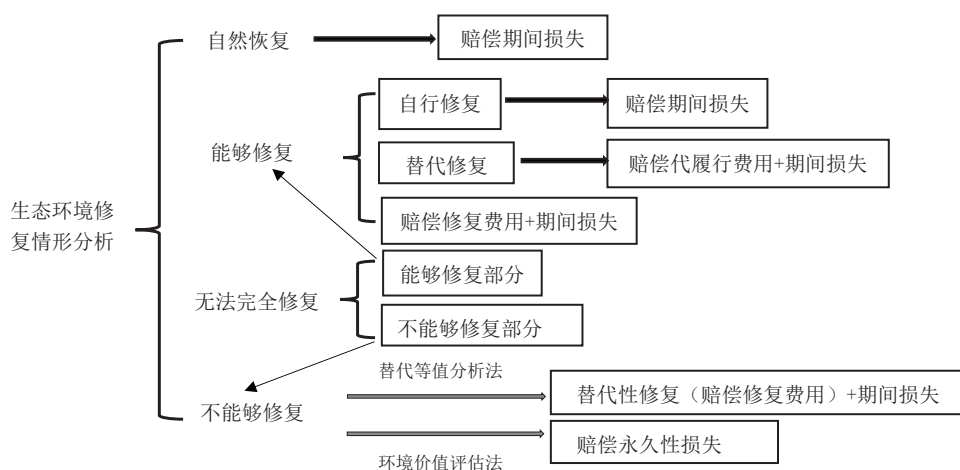 生态环境修
复情形分析
自然恢复
赔偿期间损失
能够修复
自行修复
赔偿期间损失
替代修复
赔偿代履行费用+期间损失
赔偿修复费用+期间损失
无法完全修复
能够修复部分
不能够修复部分
不能够修复
替代等值分析法
替代性修复（赔偿修复费用）+期间损失
环境价值评估法
赔偿永久性损失